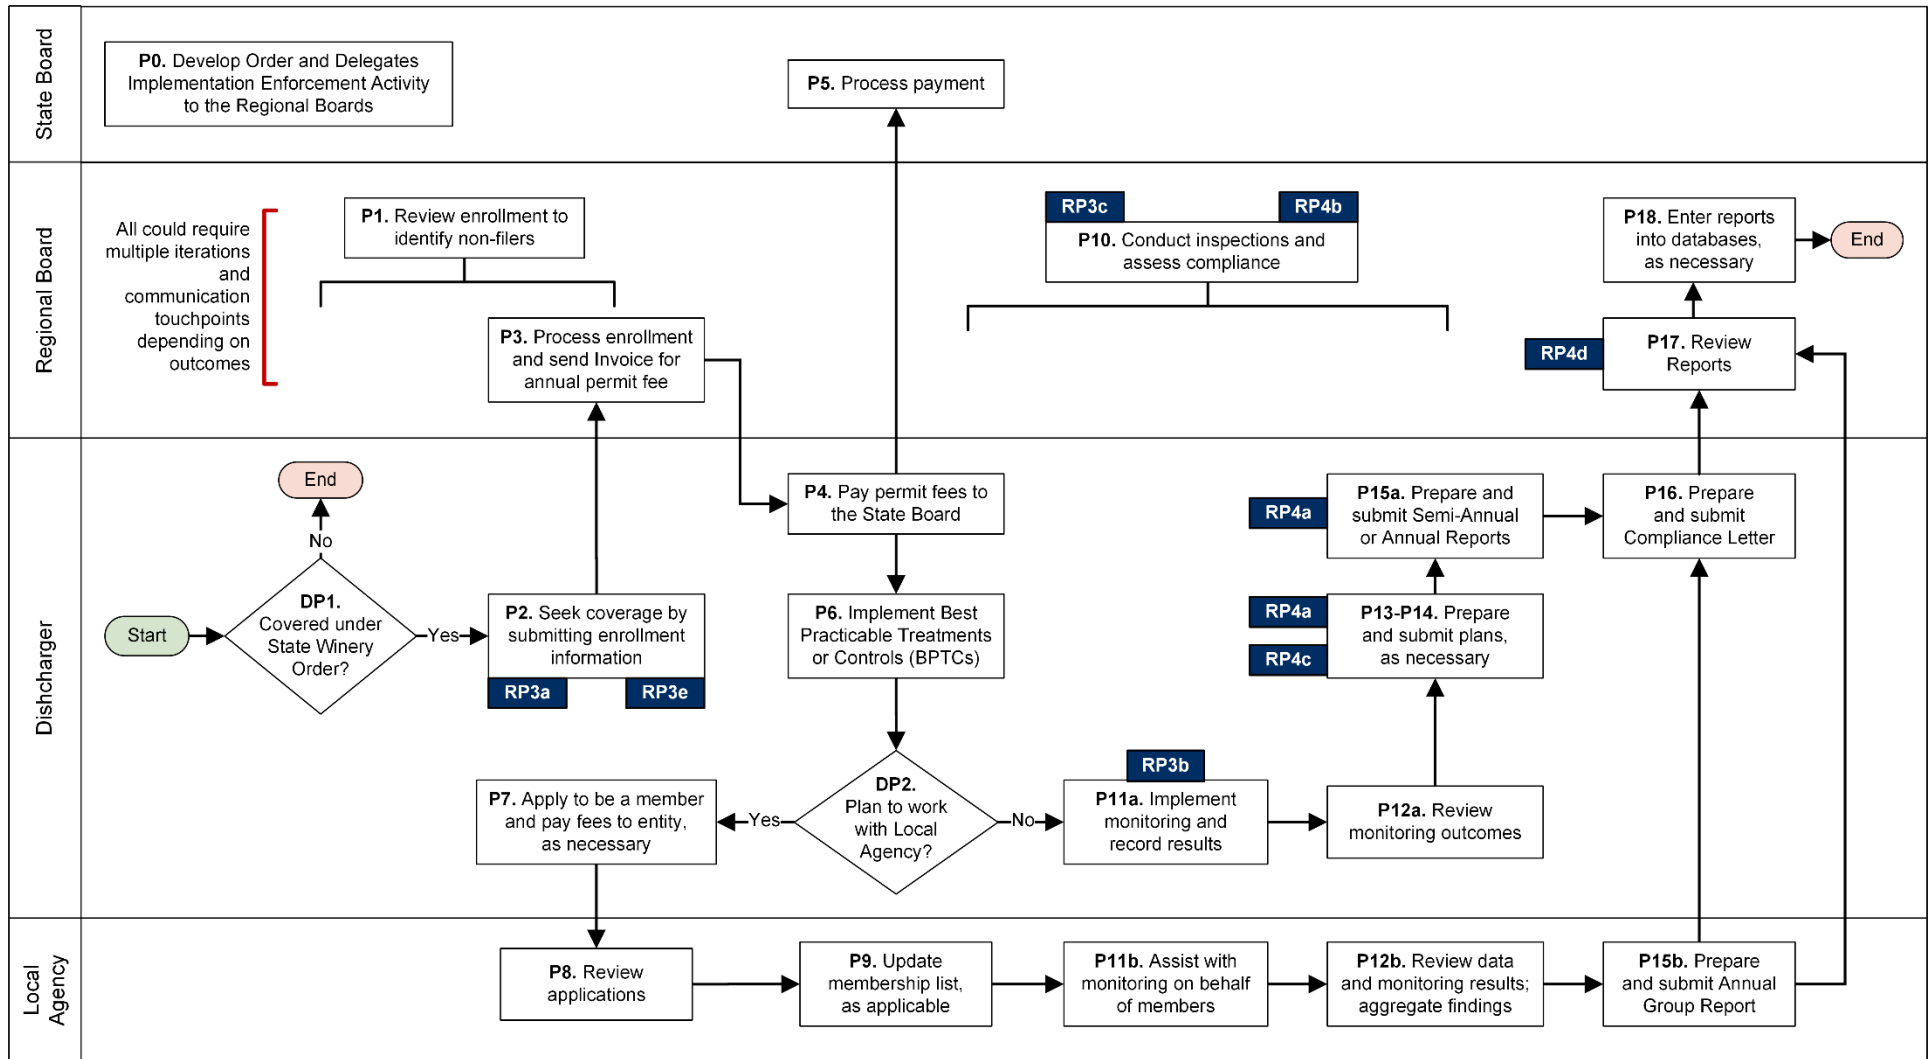 State Board
P0. Develop Order and Delegates
Implementation Enforcement Activity
to the Regional Boards
P5. Process payment
Regional Board
All could require
multiple iterations
and
communication
touchpoints
depending on
outcomes
P1. Review enrollment to
identify non-filers
P3. Process enrollment
and send Invoice for
annual permit fee
RP3c
RP4b
P10. Conduct inspections and
assess compliance
P18. Enter reports
into databases,
as necessary
End
RP4d
P17. Review
Reports
Dishcharger
End
No
Start
DP1.
Covered under
State Winery
Order?
Yes
P2. Seek coverage by
submitting enrollment
information
RP3a
RP3e
P4. Pay permit fees to
the State Board
P6. Implement Best
Practicable Treatments
or Controls (BPTCs)
DP2.
Plan to work
with Local
Agency?
Yes
No
P7. Apply to be a member
and pay fees to entity,
as necessary
RP3b
P11a. Implement
monitoring and
record results
P12a. Review
monitoring outcomes
RP4a
RP4c
P13-P14. Prepare
and submit plans,
as necessary
RP4a
P15a. Prepare and
submit Semi-Annual
or Annual Reports
P16. Prepare
and submit
Compliance Letter
Local
Agency
P8. Review
applications
P9. Update
membership list,
as applicable
P11b. Assist with
monitoring on behalf
of members
P12b. Review data
and monitoring results;
aggregate findings
P15b. Prepare
and submit Annual
Group Report